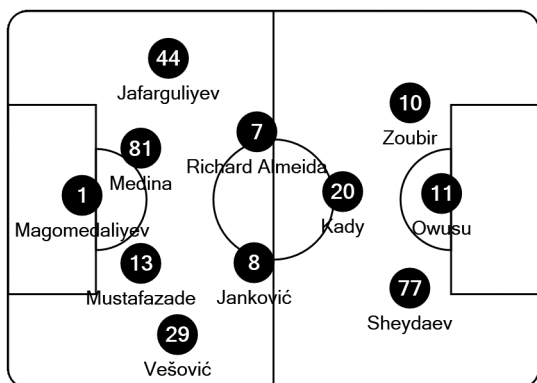 44
Jafarguliyev
10
Zoubir
7
Richard Almeida
81
Medina
1
Magomedaliyev
20
Kady
11
Owusu
13
Mustafazade
8
Janković
77
Sheydaev
29
Vešović